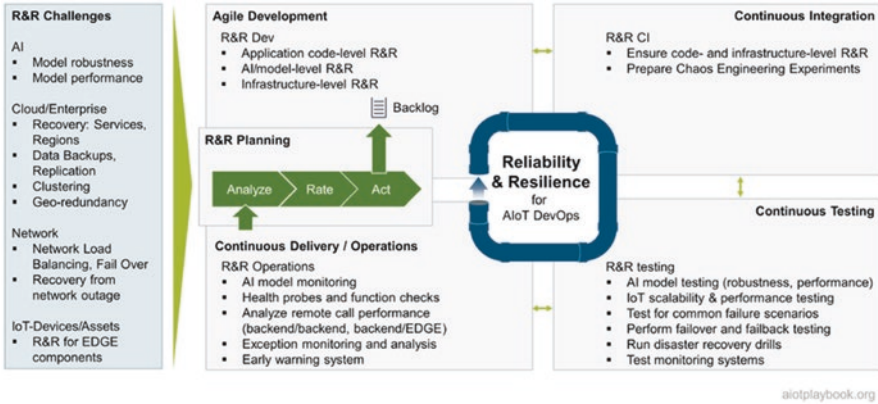 R&R Challenges
AI
▪ Model robustness
▪ Model performance
Cloud/Enterprise
▪ Recovery: Services,
Regions
▪ Data Backups,
Replication
▪ Clustering
▪ Geo-redundancy
Network
▪ Network Load
Balancing, Fail Over
▪ Recovery from
network outage
IoT-Devices/Assets
▪ R&R for EDGE
components
Agile Development
R&R Dev
▪ Application code-level R&R
▪ AI/model-level R&R
▪ Infrastructure-level R&R
Backlog
R&R Planning
Analyze
Rate
Act
Continuous Delivery / Operations
R&R Operations
▪ AI model monitoring
▪ Health probes and function checks
▪ Analyze remote call performance
(backend/backend, backend/EDGE)
▪ Exception monitoring and analysis
▪ Early warning system
Reliability
& Resilience
for
AIoT DevOps
Continuous Integration
R&R CI
▪ Ensure code- and infrastructure-level R&R
▪ Prepare Chaos Engineering Experiments
Continuous Testing
R&R testing
▪ AI model testing (robustness, performance)
▪ IoT scalability & performance testing
▪ Test for common failure scenarios
▪ Perform failover and failback testing
▪ Run disaster recovery drills
▪ Test monitoring systems
aiotplaybook.org